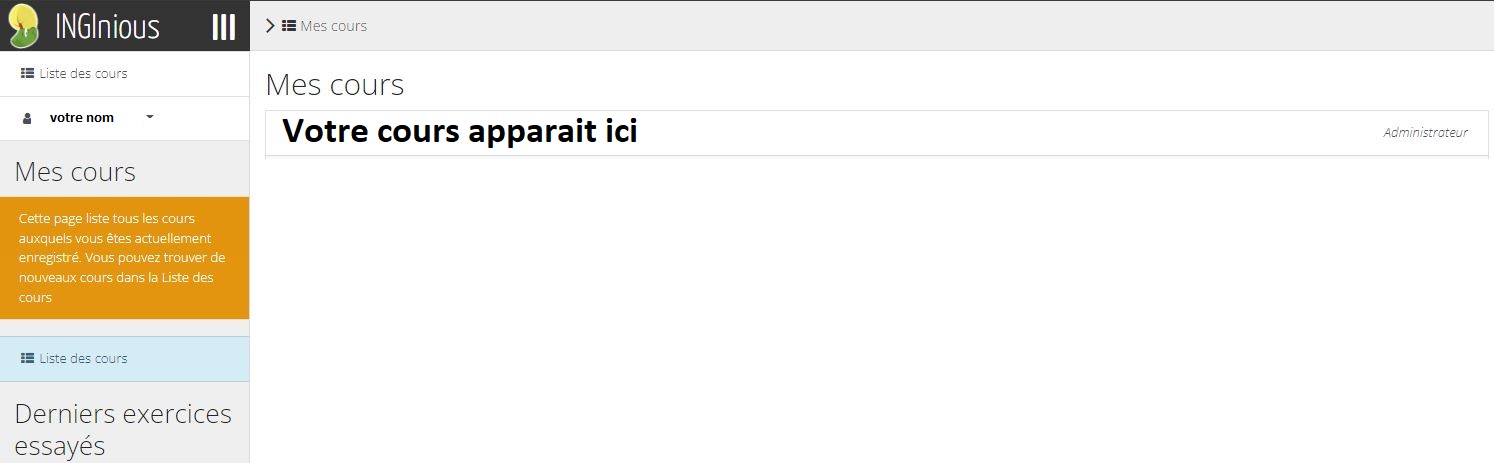 INGInious
Mes cours
Liste des cours
votre nom
Mes cours
Cette page liste tous les cours
auxquels vous êtes actuellement
enregistré. Vous pouvez trouver de
nouveaux cours dans la Liste des
cours
Liste des cours
Derniers exercices
essayés
Mes cours
Votre cours apparait ici
Administrateur